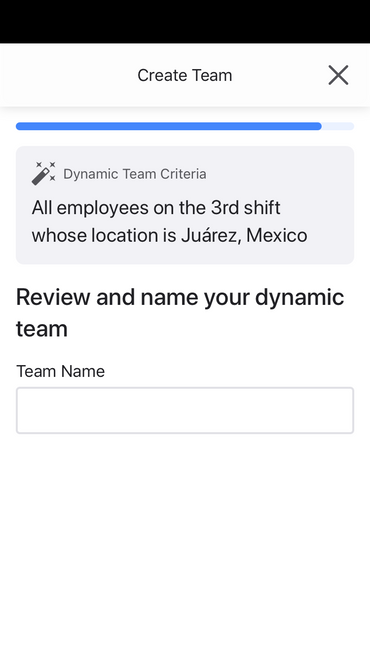 Create Team
Dynamic Team Criteria
All employees on the 3rd shift
whose location is Juárez, Mexico
Review and name your dynamic
team
Team Name